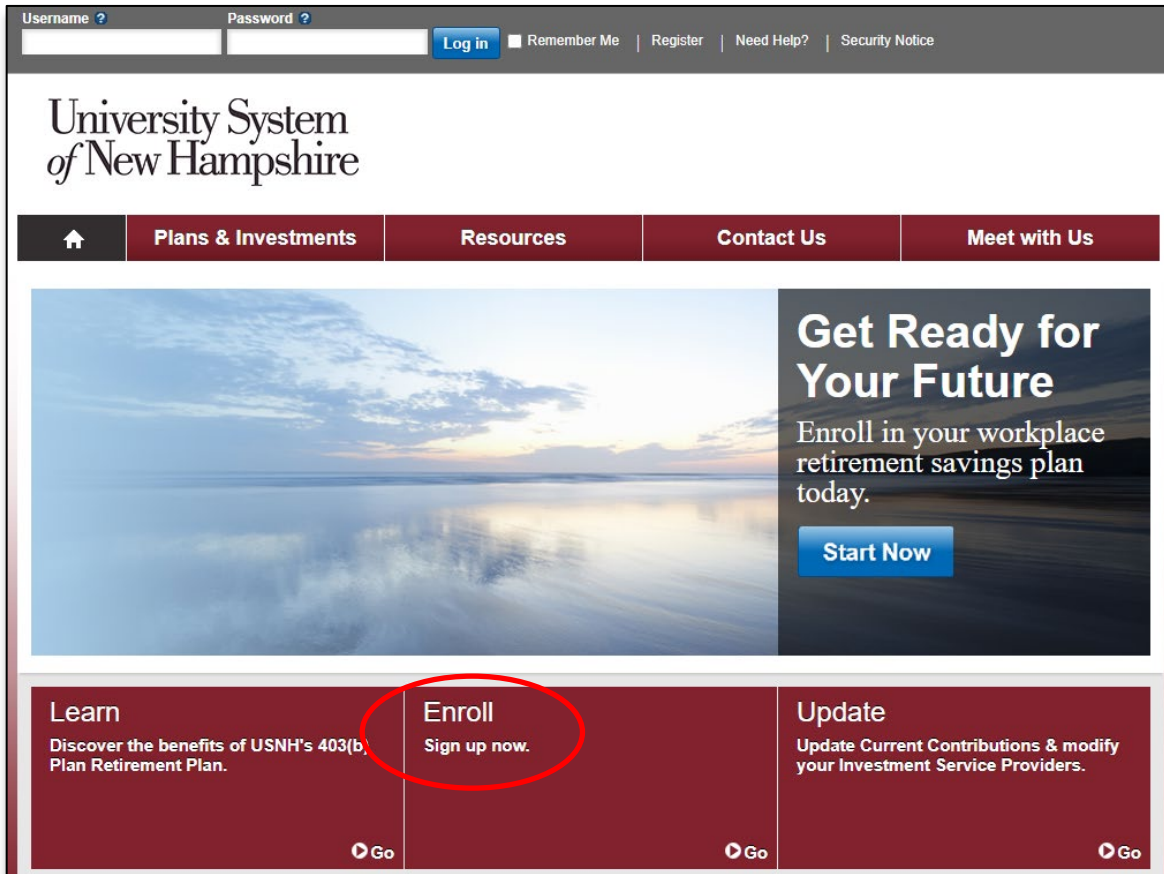 Username ? Password ?
Log in Remember Me | Register | Need Help? | Security Notice
University System
of New Hampshire
Plans & Investments Resources Contact Us Meet with Us
Get Ready for
Your Future
Enroll in your workplace
retirement savings plan
today.
Start Now
Learn
Discover the benefits of USNH's 403(b)
Plan Retirement Plan.
Go
Enroll
Sign up now.
Go
Update
Update Current Contributions & modify
your Investment Service Providers.
Go